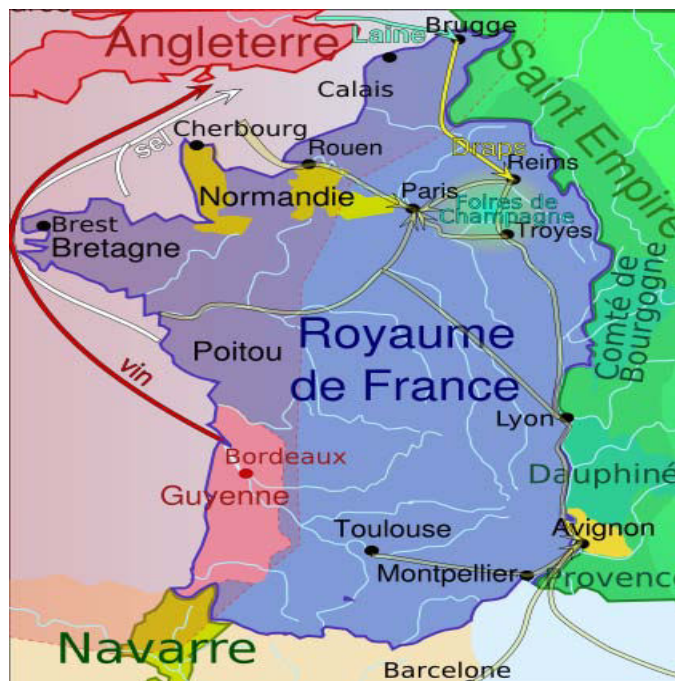 Angleterre
Laine
Brugge
Calais
Saint Empire
sel
Cherbourg
Rouen
Draps
Reims
Normandie
Paris
Foires de
Champagne
Troyes
Brest
Bretagne
Comté de
Bourgogne
Royaume
de France
Poitou
vin
Lyon
Bordeaux
Guyenne
Dauphiné
Toulouse
Avignon
Montpellier
Provence
Navarre
Barcelone